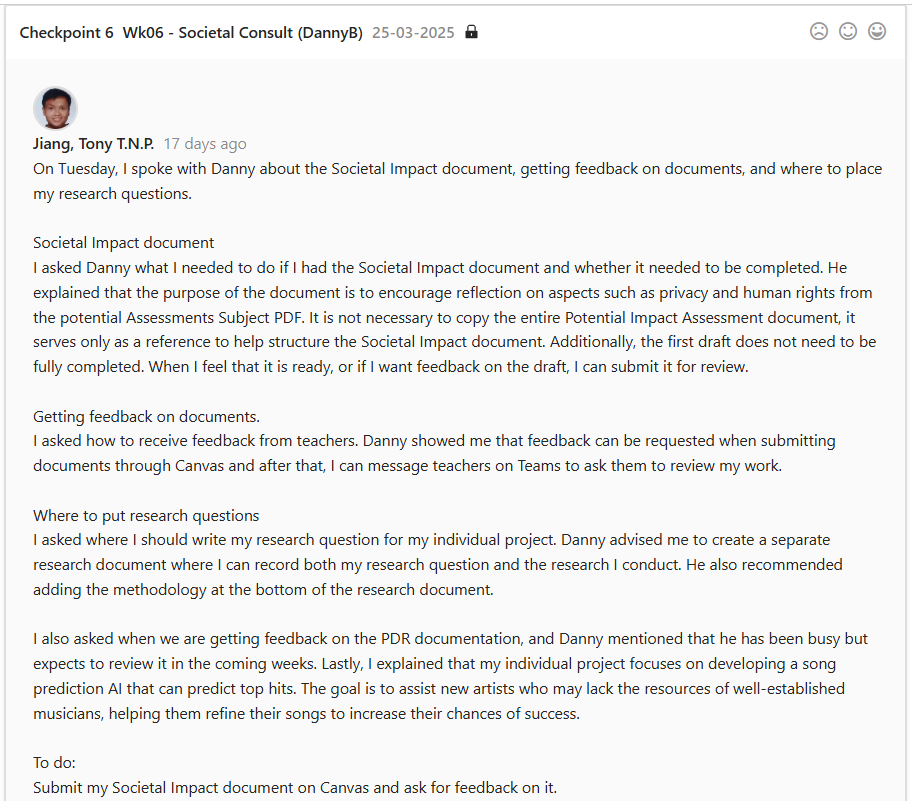 Checkpoint 6 Wk06 - Societal Consult (DannyB) 25-03-2025
Jiang, Tony T.N.P. 17 days ago
On Tuesday, I spoke with Danny about the Societal Impact document, getting feedback on documents, and where to place
my research questions.
Societal Impact document
I asked Danny what I needed to do if I had the Societal Impact document and whether it needed to be completed. He
explained that the purpose of the document is to encourage reflection on aspects such as privacy and human rights from
the potential Assessments Subject PDF. It is not necessary to copy the entire Potential Impact Assessment document, it
serves only as a reference to help structure the Societal Impact document. Additionally, the first draft does not need to be
fully completed. When I feel that it is ready, or if I want feedback on the draft, I can submit it for review.
Getting feedback on documents.
I asked how to receive feedback from teachers. Danny showed me that feedback can be requested when submitting
documents through Canvas and after that, I can message teachers on Teams to ask them to review my work.
Where to put research questions
I asked where I should write my research question for my individual project. Danny advised me to create a separate
research document where I can record both my research question and the research I conduct. He also recommended
adding the methodology at the bottom of the research document.
I also asked when we are getting feedback on the PDR documentation, and Danny mentioned that he has been busy but
expects to review it in the coming weeks. Lastly, I explained that my individual project focuses on developing a song
prediction AI that can predict top hits. The goal is to assist new artists who may lack the resources of well-established
musicians, helping them refine their songs to increase their chances of success.
To do:
Submit my Societal Impact document on Canvas and ask for feedback on it.